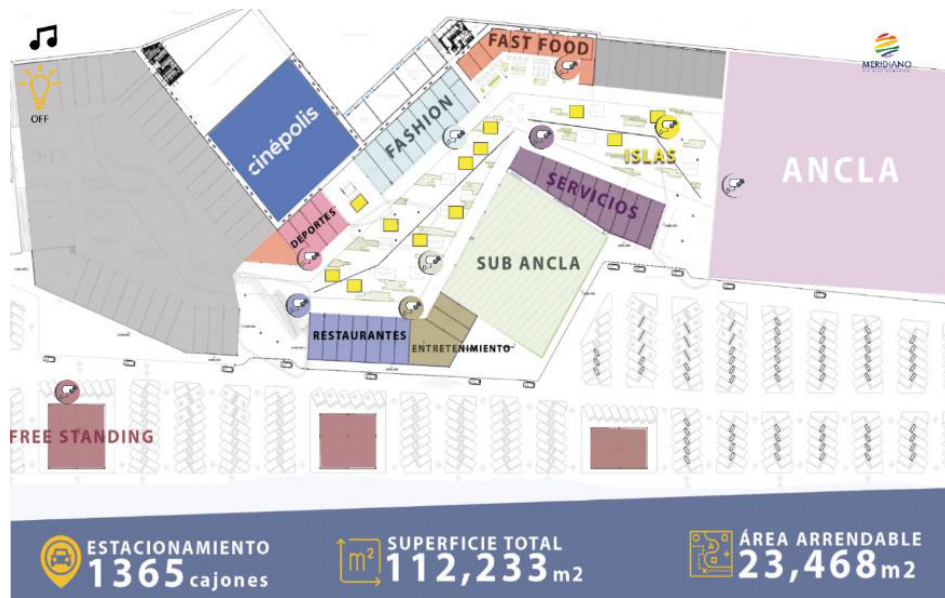 OFF
MERIDIANO
FAST FOOD
cinépolis
FASHION
ISLAS
ANCLA
SERVICIOS
DEPORTES
SUB ANCLA
RESTAURANTES
ENTRETENIMIENTO
FREE STANDING
ESTACIONAMIENTO
1365 cajones
m²
SUPERFICIE TOTAL
112,233 m2
ÁREA ARRENDABLE
23,468 m2